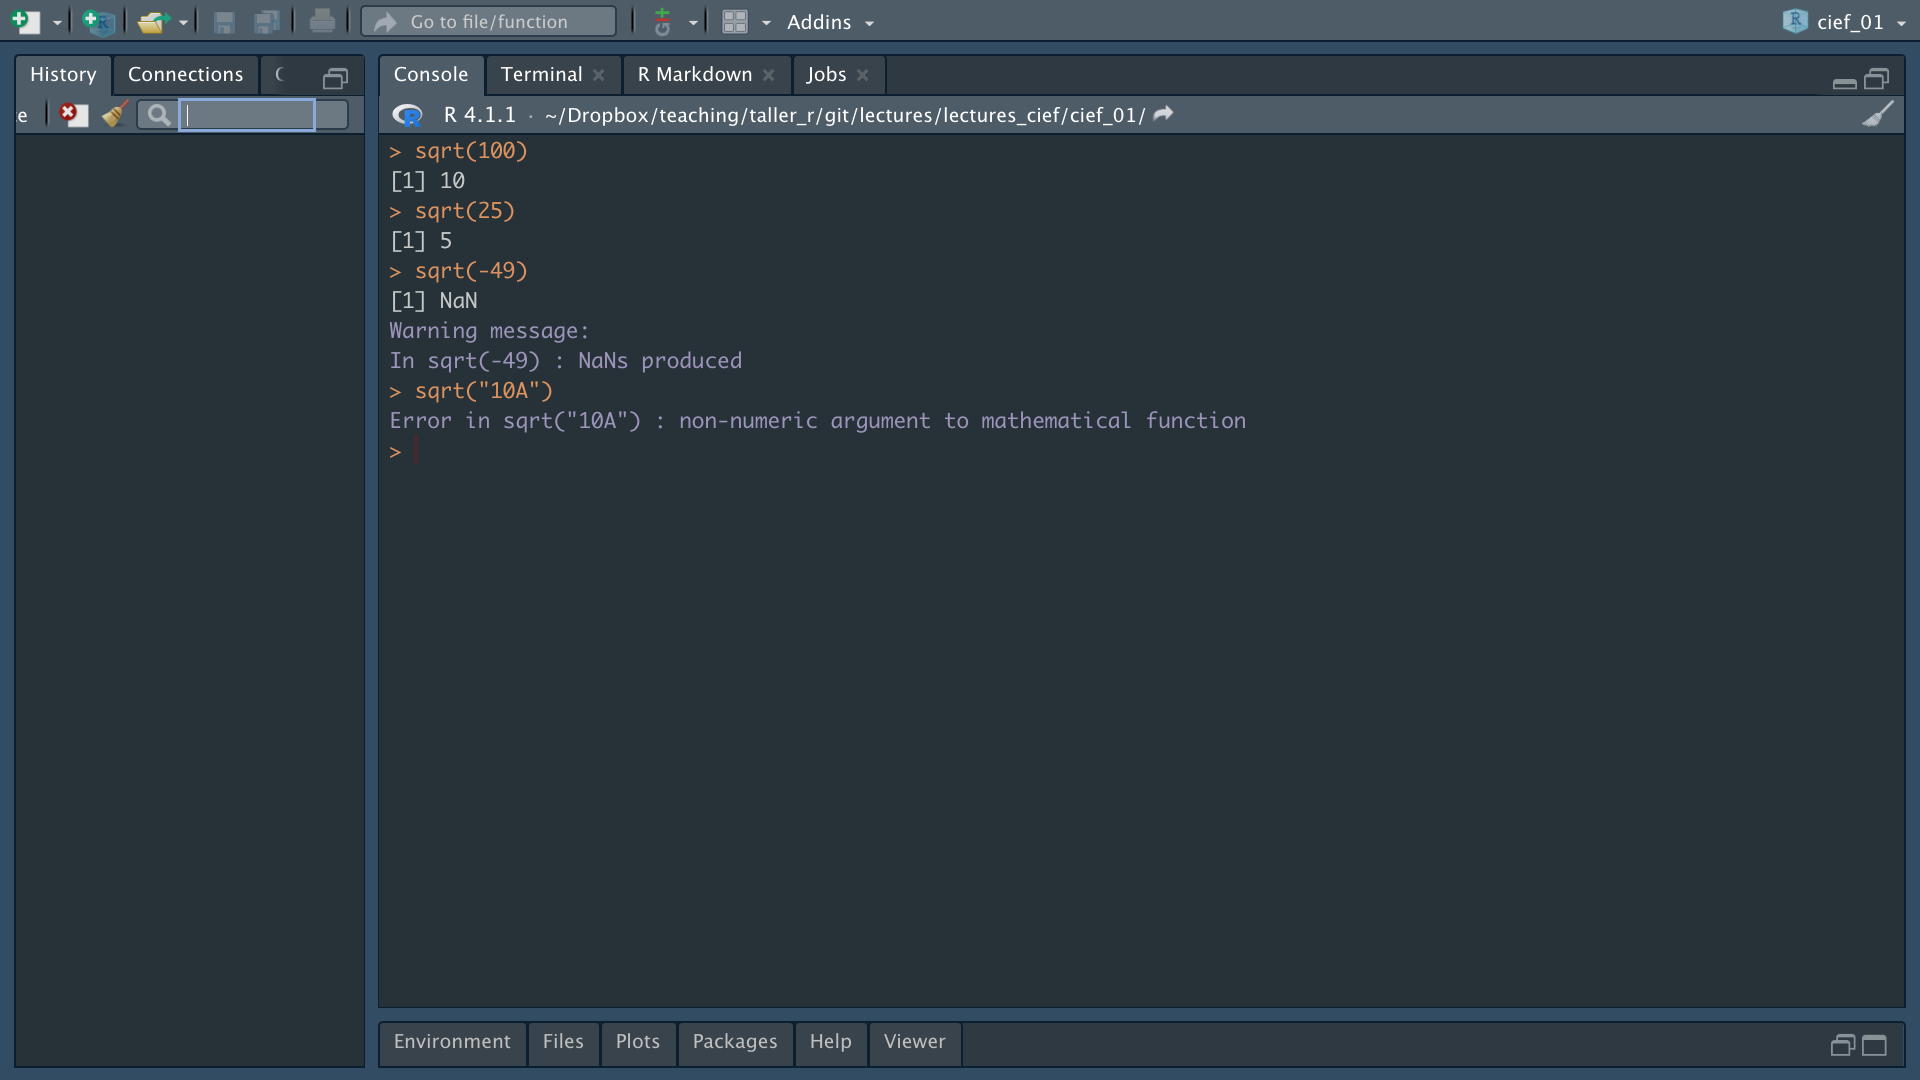 Go to file/function
Addins
cief_01
History
Connections
Console
Terminal
R Markdown
Jobs
e
R 4.1.1 · ~/Dropbox/teaching/taller_r/git/lectures/lectures_cief/cief_01/
> sqrt(100)
[1] 10
> sqrt(25)
[1] 5
> sqrt(-49)
[1] NaN
Warning message:
In sqrt(-49) : NaNs produced
> sqrt("10A")
Error in sqrt("10A") : non-numeric argument to mathematical function
>
Environment
Files
Plots
Packages
Help
Viewer